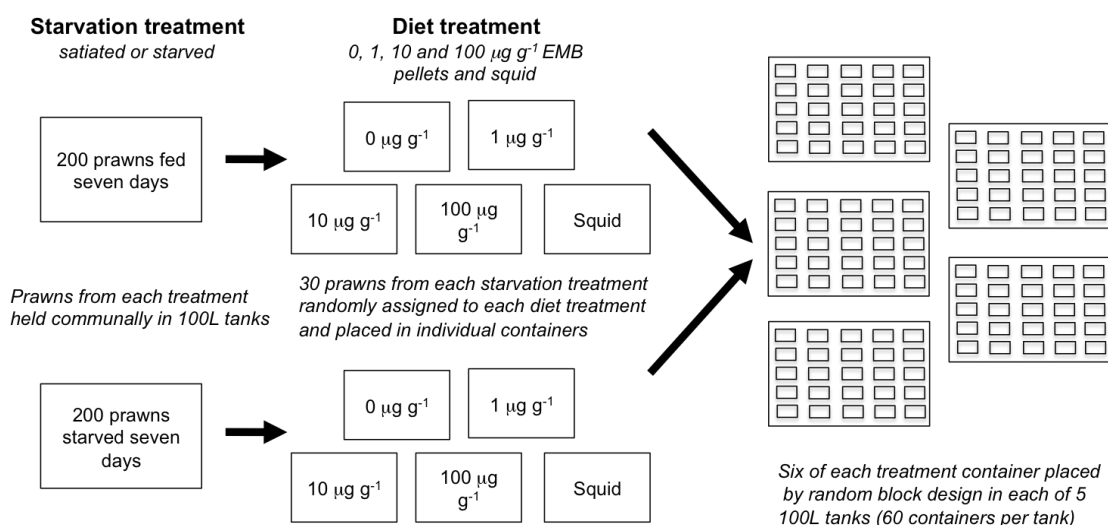 Starvation treatment
satiated or starved
200 prawns fed
seven days
Prawns from each treatment
held communally in 100L tanks
200 prawns
starved seven
days
Diet treatment
0, 1, 10 and 100 μg g⁻¹ EMB
pellets and squid
0 μg g⁻¹
1 μg g⁻¹
10 μg g⁻¹
100 μg
g⁻¹
Squid
30 prawns from each starvation treatment
randomly assigned to each diet treatment
and placed in individual containers
0 μg g⁻¹
1 μg g⁻¹
10 μg g⁻¹
100 μg
g⁻¹
Squid
Six of each treatment container placed
by random block design in each of 5
100L tanks (60 containers per tank)